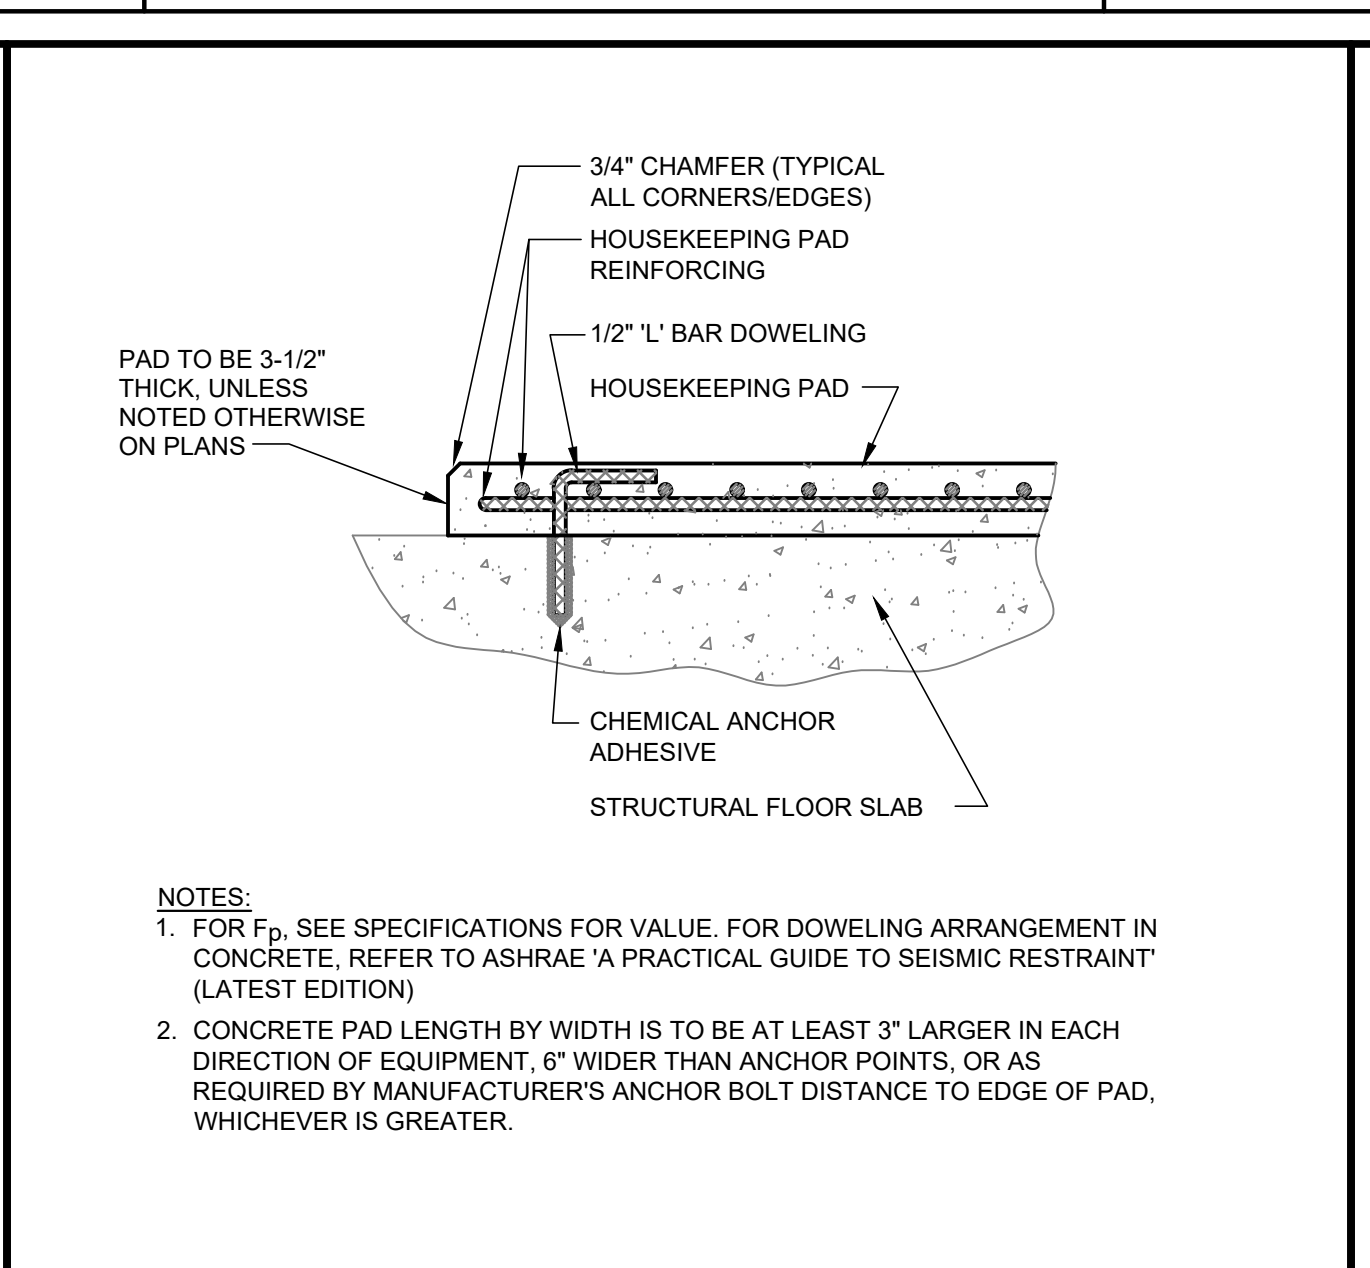 3/4" CHAMFER (TYPICAL
ALL CORNERS/EDGES)
HOUSEKEEPING PAD
REINFORCING
1/2" 'L' BAR DOWELING
HOUSEKEEPING PAD
PAD TO BE 3-1/2"
THICK, UNLESS
NOTED OTHERWISE
ON PLANS
CHEMICAL ANCHOR
ADHESIVE
STRUCTURAL FLOOR SLAB
NOTES:
1. FOR Fp, SEE SPECIFICATIONS FOR VALUE. FOR DOWELING ARRANGEMENT IN
CONCRETE, REFER TO ASHRAE 'A PRACTICAL GUIDE TO SEISMIC RESTRAINT'
(LATEST EDITION)
2. CONCRETE PAD LENGTH BY WIDTH IS TO BE AT LEAST 3" LARGER IN EACH
DIRECTION OF EQUIPMENT, 6" WIDER THAN ANCHOR POINTS, OR AS
REQUIRED BY MANUFACTURER'S ANCHOR BOLT DISTANCE TO EDGE OF PAD,
WHICHEVER IS GREATER.